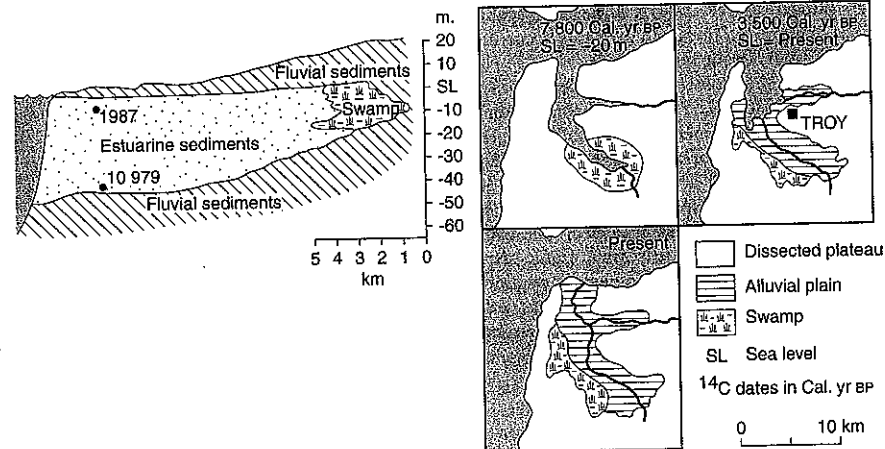 m.
20
10
SL
-10
-20
-30
-40
-50
-60
Fluvial sediments
Swamp
1987
Estuarine sediments
10 979
Fluvial sediments
5 4 3 2 1 0
km
7 800 Cal. yr BP
SL = -20 m
3 500 Cal. yr BP
SL = Present
TROY
Present
Dissected plateau
Alluvial plain
Swamp
SL Sea level
14C dates in Cal. yr BP
0 10 km